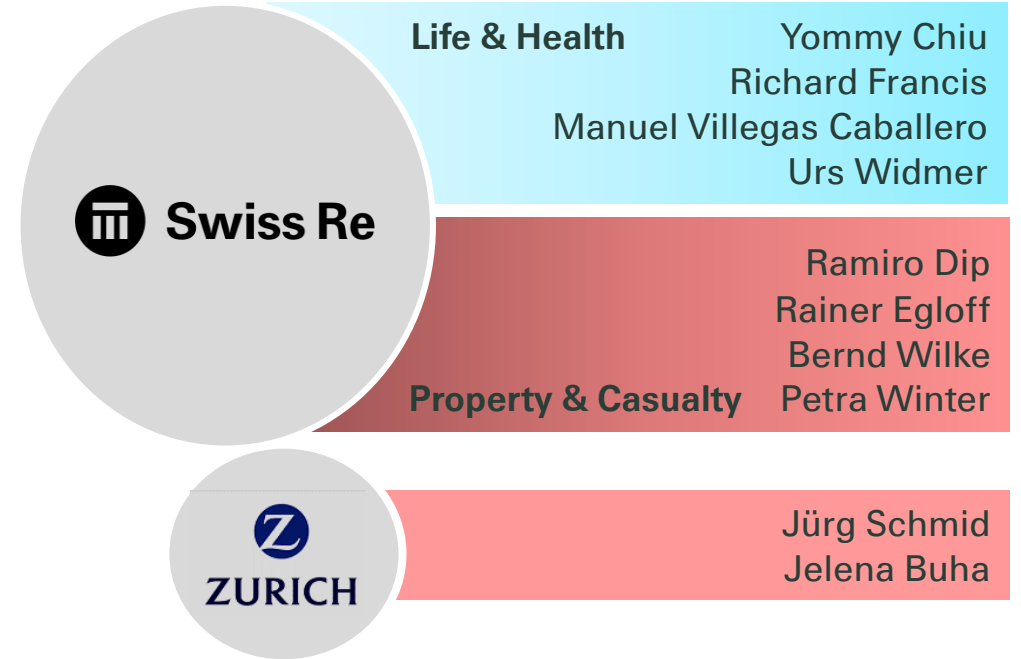 Life & Health Yommy Chiu
Richard Francis
Manuel Villegas Caballero
Urs Widmer
Swiss Re
Ramiro Dip
Rainer Egloff
Bernd Wilke
Property & Casualty Petra Winter
Z
ZURICH
Jürg Schmid
Jelena Buha